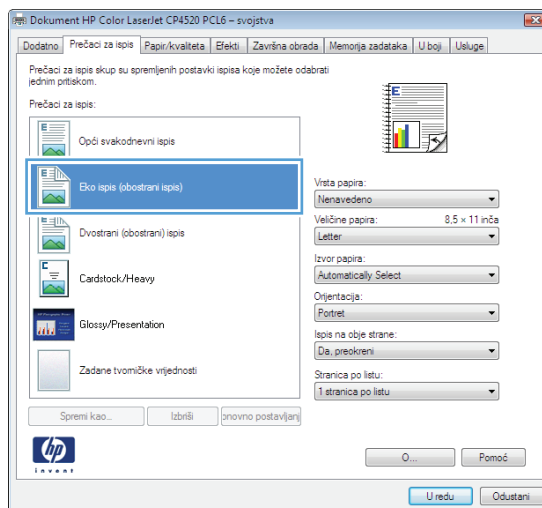 Dokument HP Color LaserJet CP4520 PCL6 – svojstva
Dodatno Prečaci za ispis Papir/kvaliteta Efekti Završna obrada Memorija zadataka U boji Usluge
Prečaci za ispis skup su spremljenih postavki ispisa koje možete odabrati
jednim pritiskom.
Prečaci za ispis:
Opći svakodnevni ispis
Eko ispis (obostrani ispis)
Dvostrani (obostrani) ispis
Cardstock/Heavy
Glossy/Presentation
Zadane tvorničke vrijednosti
Spremi kao... Izbriši onovno postavljanj
Vrsta papira:
Nenavedeno
Veličine papira: 8,5 × 11 inča
Letter
Izvor papira:
Automatically Select
Orijentacija:
Portret
Ispis na obje strane:
Da, preokreni
Stranica po listu:
1 stranica po listu
hp
invent
O... Pomoć
U redu Odustani